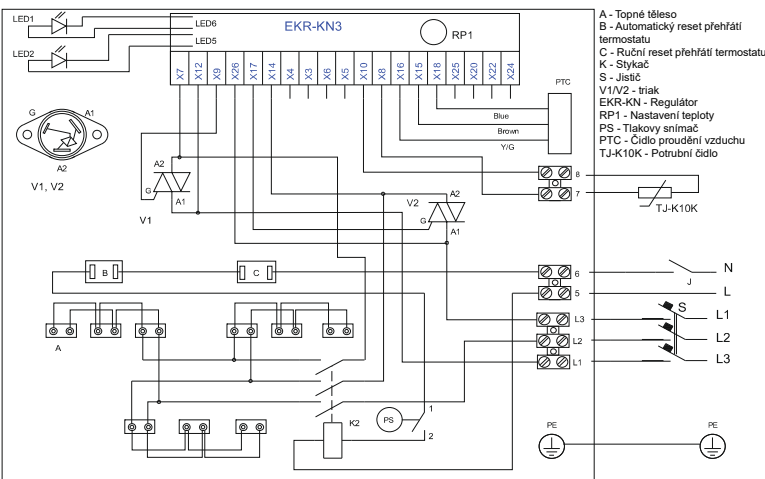 LED1
LED6
LED2
LED5
EKR-KN3
RP1
X7
X12
X9
X26
X17
X14
X4
X3
X6
X5
X10
X8
X16
X15
X18
X25
X20
X22
X24
PTC
Blue
Brown
Y/G
G
A1
A2
V1, V2
A2
G
A1
V1
V2
A2
G
A1
8
7
TJ-K10K
B
C
6
5
L3
L2
L1
N
J
L
S
L1
L2
L3
A
K2
PS
1
2
PE
PE
A - Topné těleso
B - Automatický reset přehřátí
termostatu
C - Ruční reset přehřátí termostatu
K - Stykač
S - Jistič
V1/V2 - triak
EKR-KN - Regulátor
RP1 - Nastavení teploty
PS - Tlakovy snímač
PTC - Čidlo proudění vzduchu
TJ-K10K - Potrubní čidlo